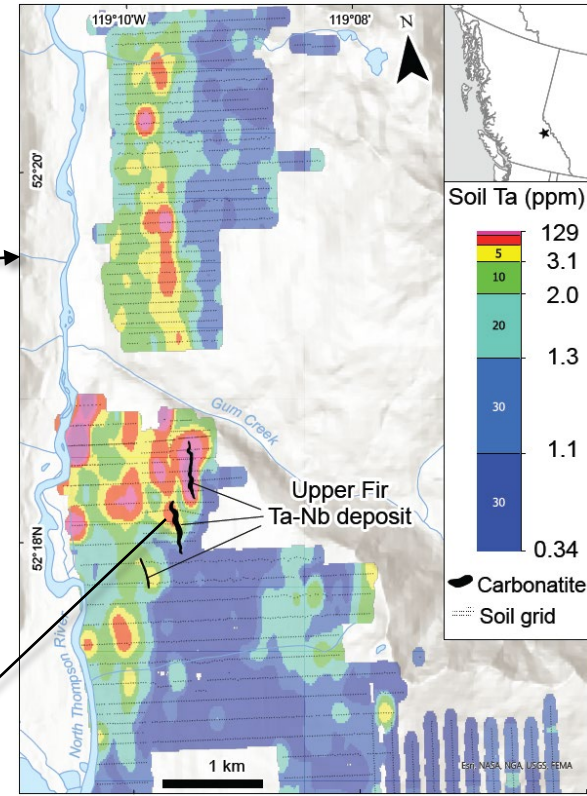 119°10'W
119°08'
N
52°20'
Soil Ta (ppm)
129
5
3.1
10
2.0
20
1.3
30
1.1
30
0.34
Gum Creek
Upper Fir
Ta-Nb deposit
52°18'N
Carbonatite
Soil grid
North Thompson River
1 km
Esri, NASA, NGA, USGS, FEMA